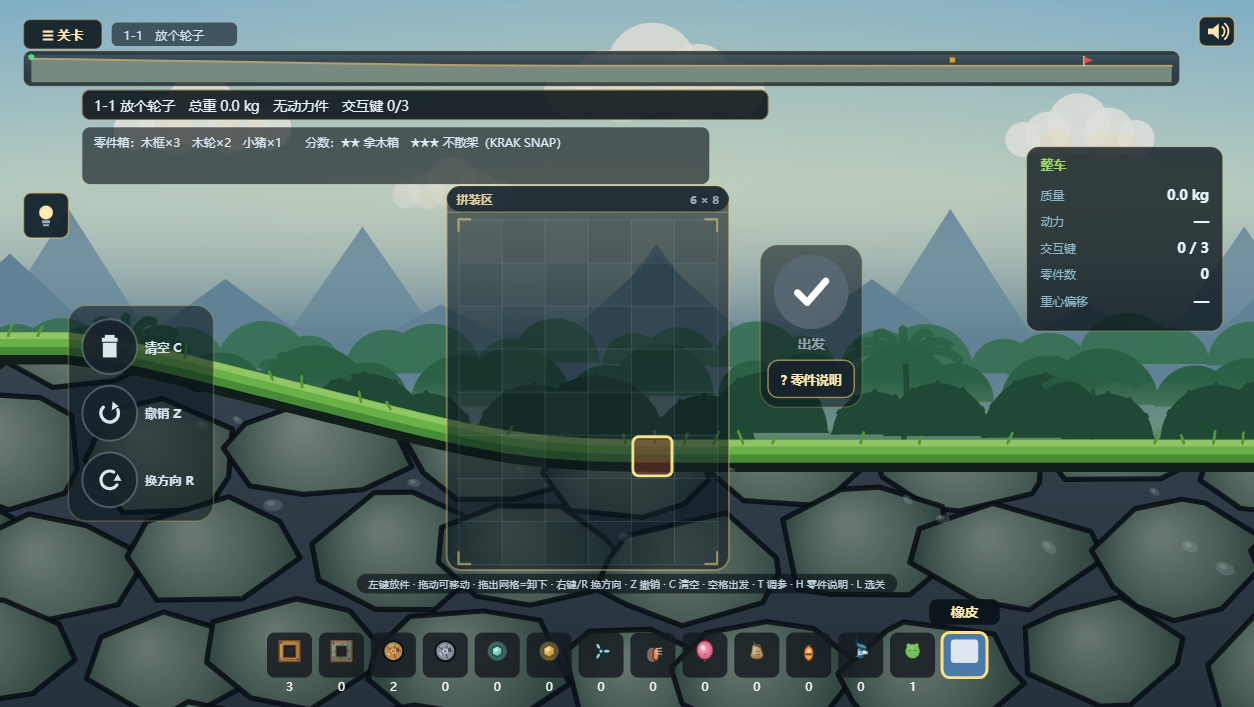 ☰ 关卡
1-1 放个轮子
1-1 放个轮子 总重 0.0 kg 无动力件 交互键 0/3
零件箱：木框×3 木轮×2 小猪×1 分数：★★ 拿木箱 ★★★ 不散架（KRAK SNAP）
整车
质量 0.0 kg
动力 —
交互键 0 / 3
零件数 0
重心偏移 —
拼装区 6 × 8
出发
? 零件说明
清空 C
撤销 Z
换方向 R
左键放件 · 拖动可移动 · 拖出网格=卸下 · 右键/R 换方向 · Z 撤销 · C 清空 · 空格出发 · T 调参 · H 零件说明 · L 选关
橡皮
3 0 2 0 0 0 0 0 0 0 0 0 1